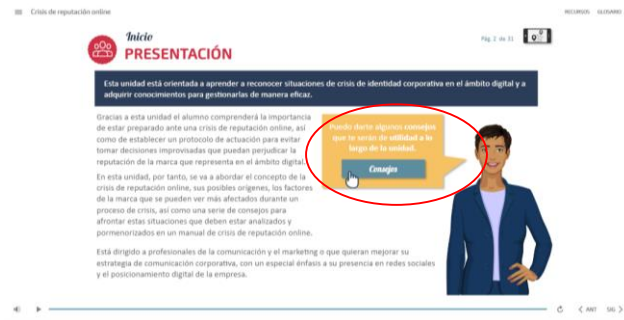 Crisis de reputación online
RECURSOS GLOSARIO
Inicio
PRESENTACIÓN
Pág. 2 de 31
Esta unidad está orientada a aprender a reconocer situaciones de crisis de identidad corporativa en el ámbito digital y a
adquirir conocimientos para gestionarlas de manera eficaz.
Gracias a esta unidad el alumno comprenderá la importancia
de estar preparado ante una crisis de reputación online, así
como de establecer un protocolo de actuación para evitar
tomar decisiones improvisadas que puedan perjudicar la
reputación de la marca que representa en el ámbito digital.
En esta unidad, por tanto, se va a abordar el concepto de la
crisis de reputación online, sus posibles orígenes, los factores
de la marca que se pueden ver más afectados durante un
proceso de crisis, así como una serie de consejos para
afrontar estas situaciones que deben estar analizados y
pormenorizados en un manual de crisis de reputación online.
Puedo darte algunos consejos
que te serán de utilidad a lo
largo de la unidad.
Consejos
Está dirigido a profesionales de la comunicación y el marketing o que quieran mejorar su
estrategia de comunicación corporativa, con un especial énfasis a su presencia en redes sociales
y el posicionamiento digital de la empresa.
ANT SIG